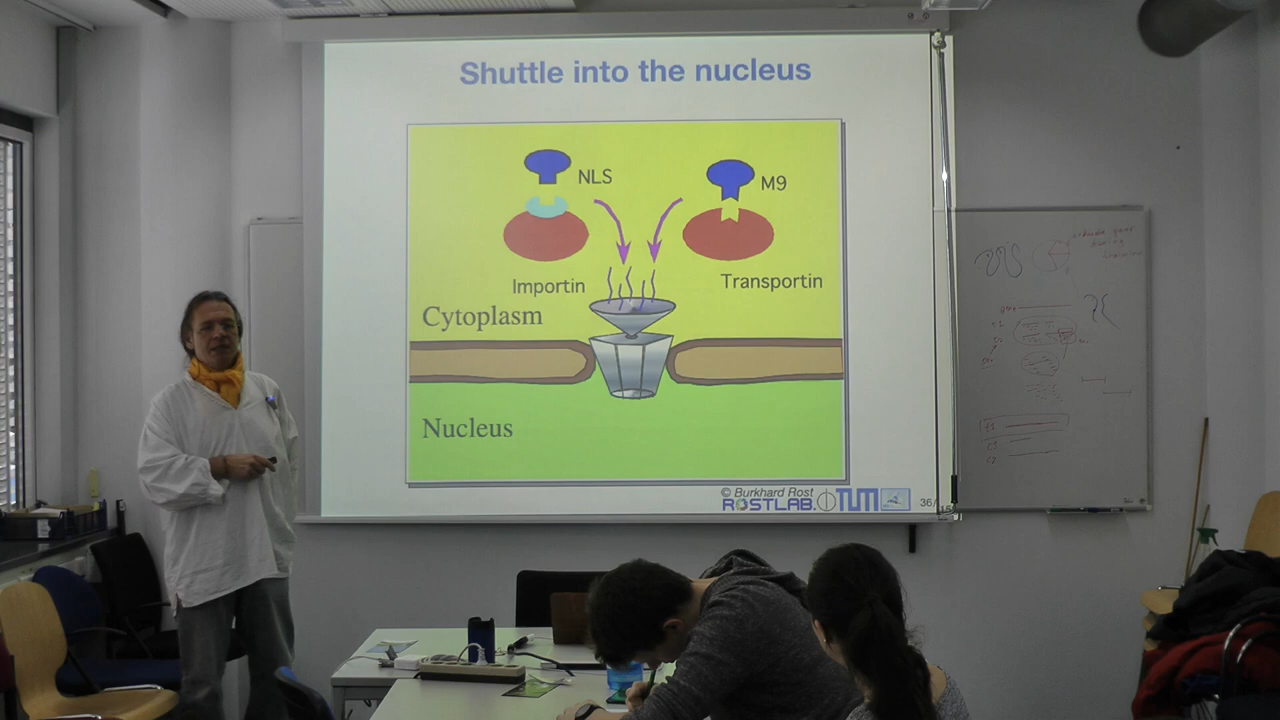 Shuttle into the nucleus
NLS
M9
Importin
Transportin
Cytoplasm
Nucleus
© Burkhard Rost
ROSTLAB.
TUM
36/